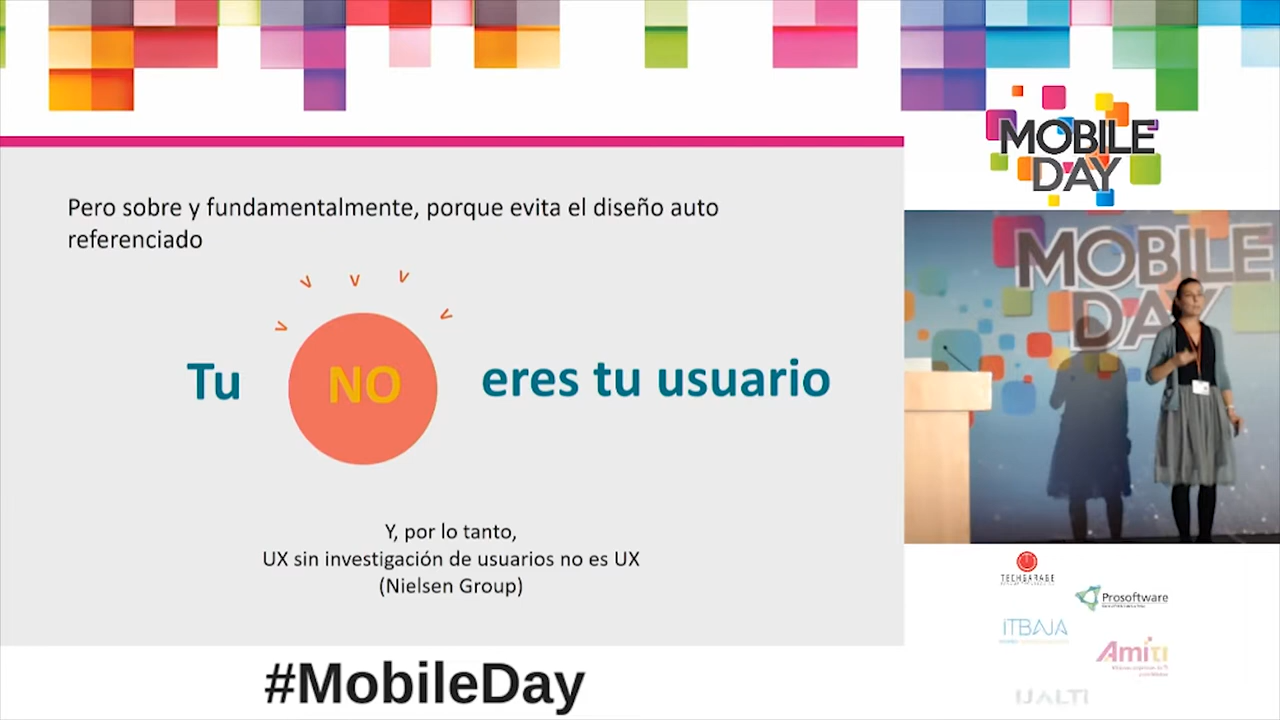 MOBILE
DAY
Pero sobre y fundamentalmente, porque evita el diseño auto
referenciado
Tu NO eres tu usuario
Y, por lo tanto,
UX sin investigación de usuarios no es UX
(Nielsen Group)
MOBILE
DAY
TECHGARAGE
Prosoftware
ITBAJA
Amiti
IJALTI
#MobileDay